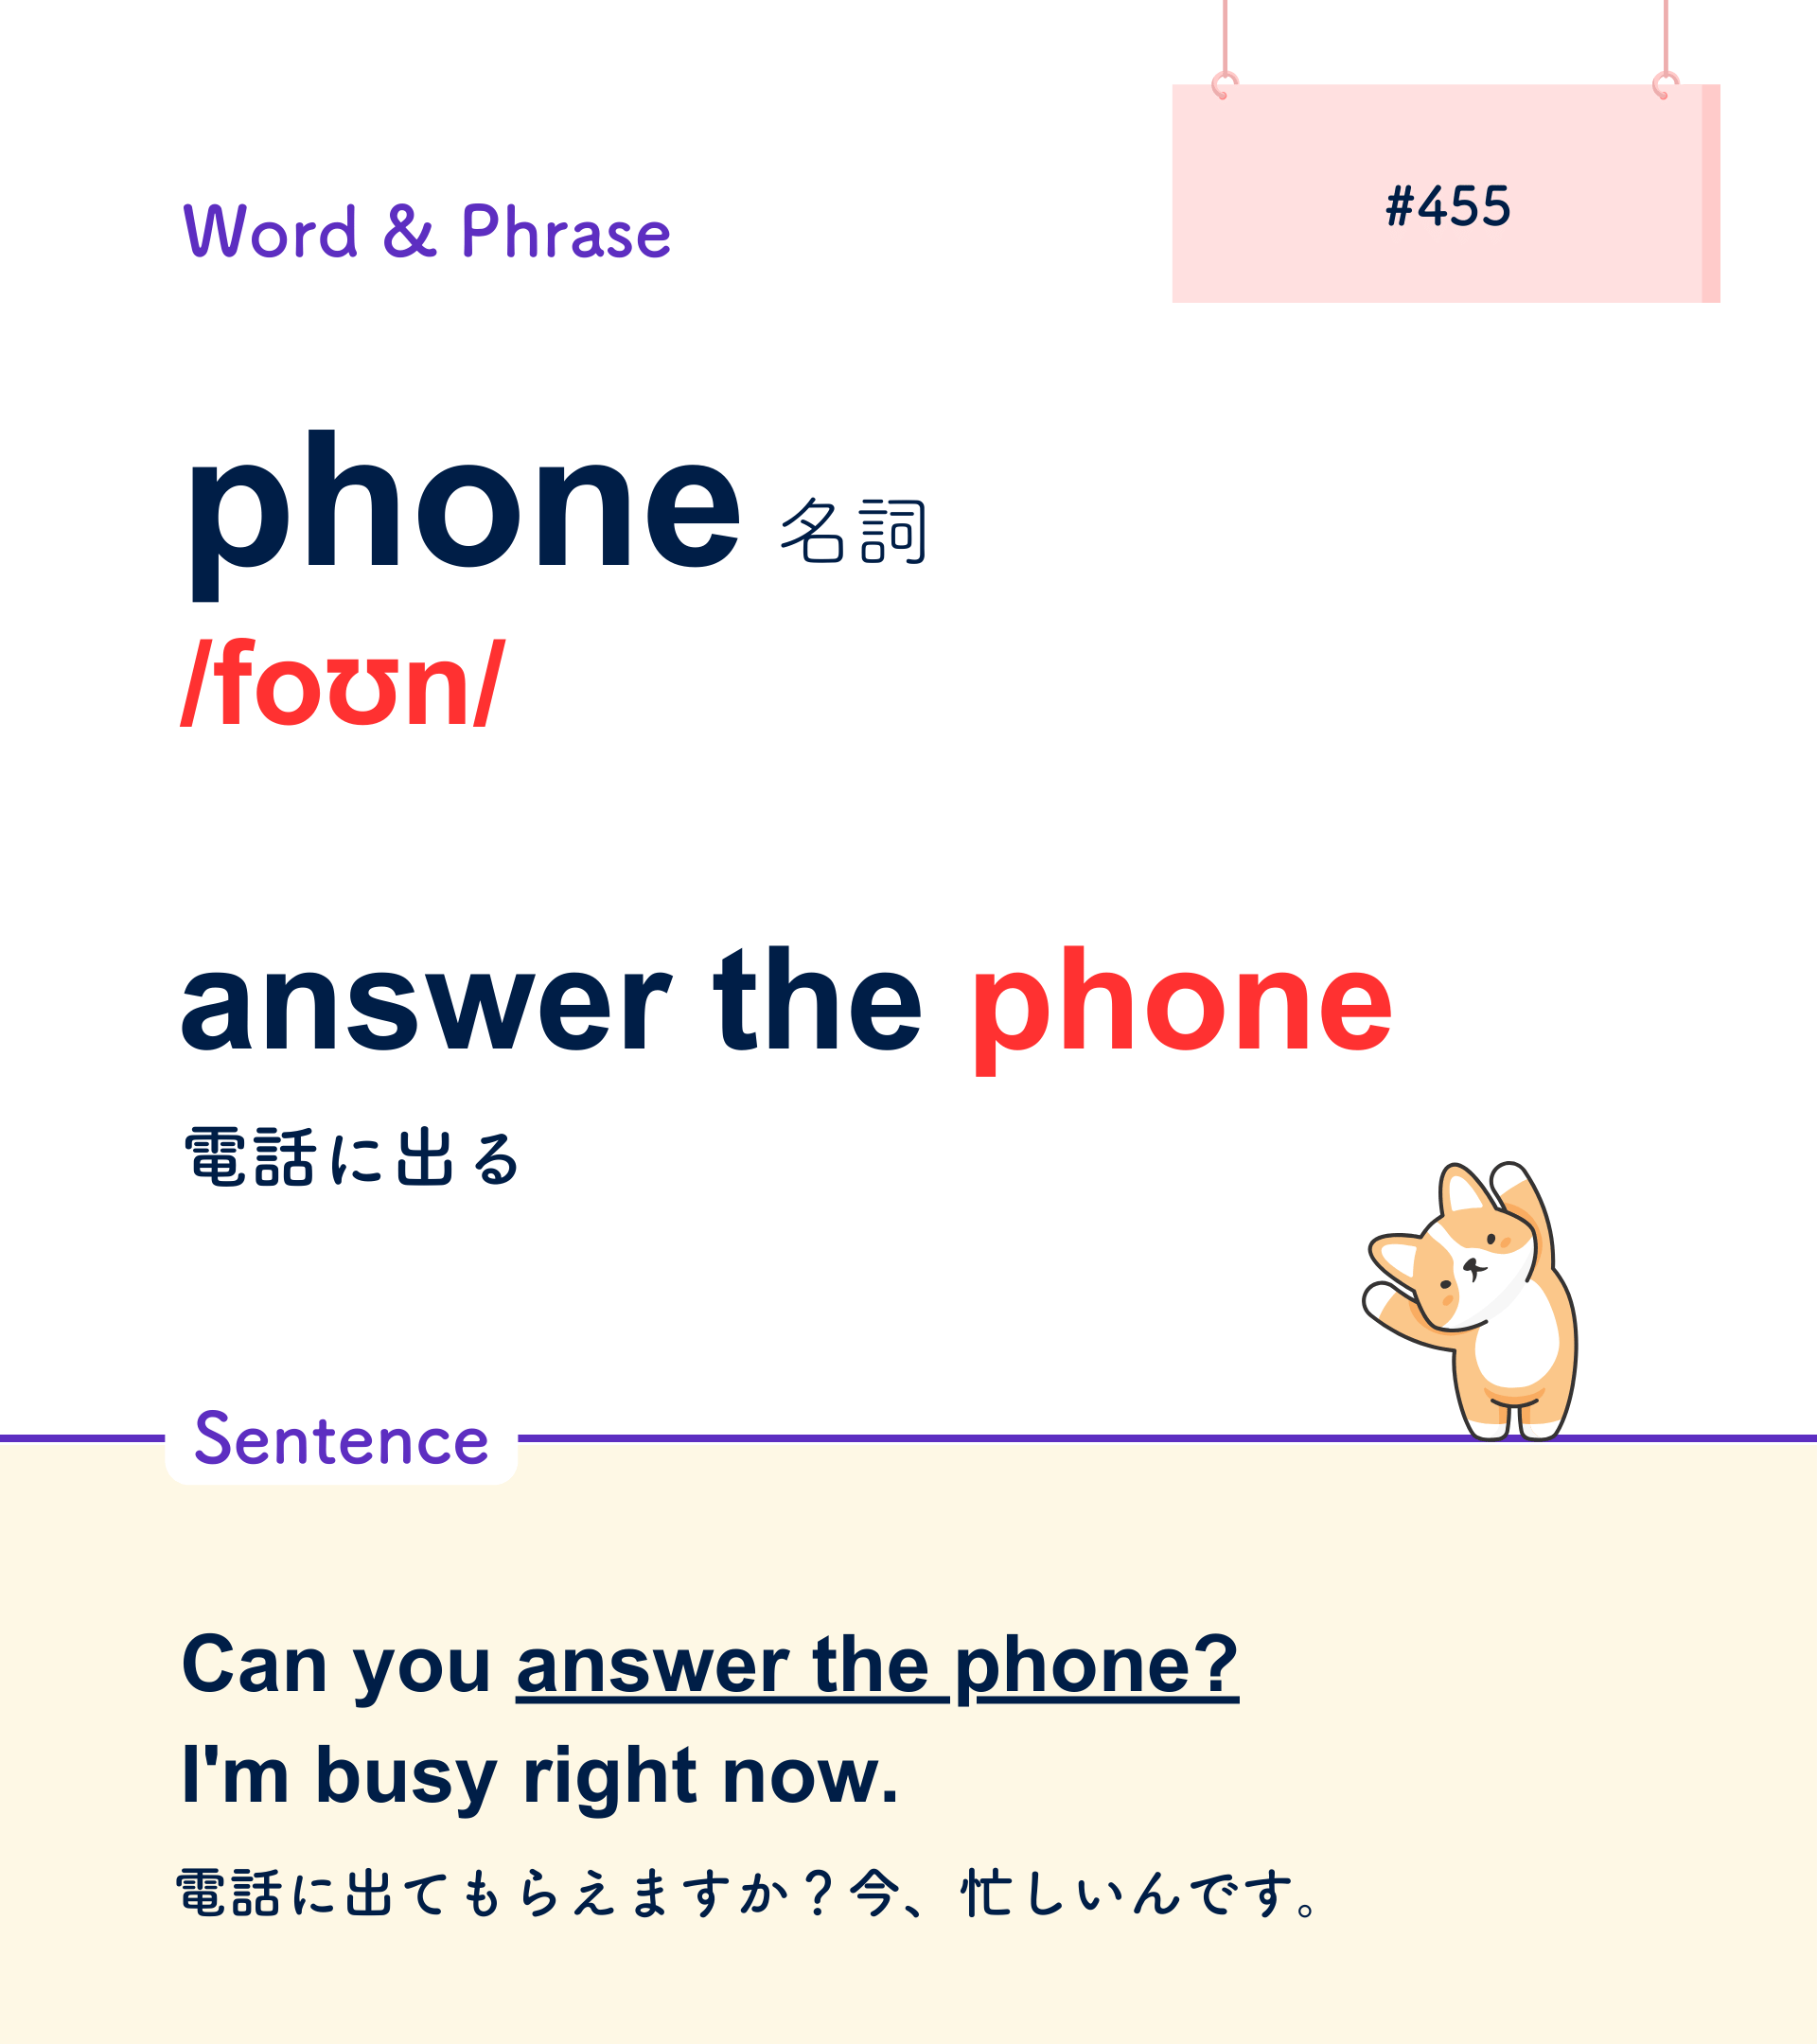 #455
Word & Phrase
phone 名詞
/foʊn/
answer the phone
電話に出る
Sentence
Can you answer the phone?
I'm busy right now.
電話に出てもらえますか？今、忙しいんです。